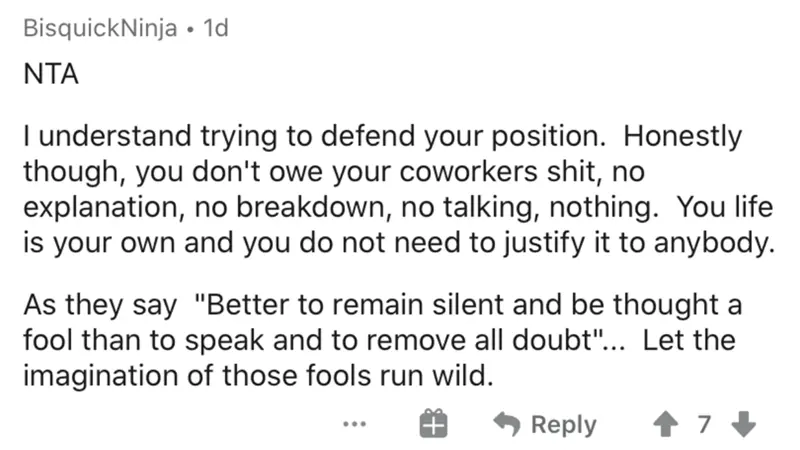 BisquickNinja • 1d
NTA
I understand trying to defend your position.  Honestly
though, you don't owe your coworkers shit, no
explanation, no breakdown, no talking, nothing.  You life
is your own and you do not need to justify it to anybody.
As they say  "Better to remain silent and be thought a
fool than to speak and to remove all doubt"...  Let the
imagination of those fools run wild.
... Reply 7